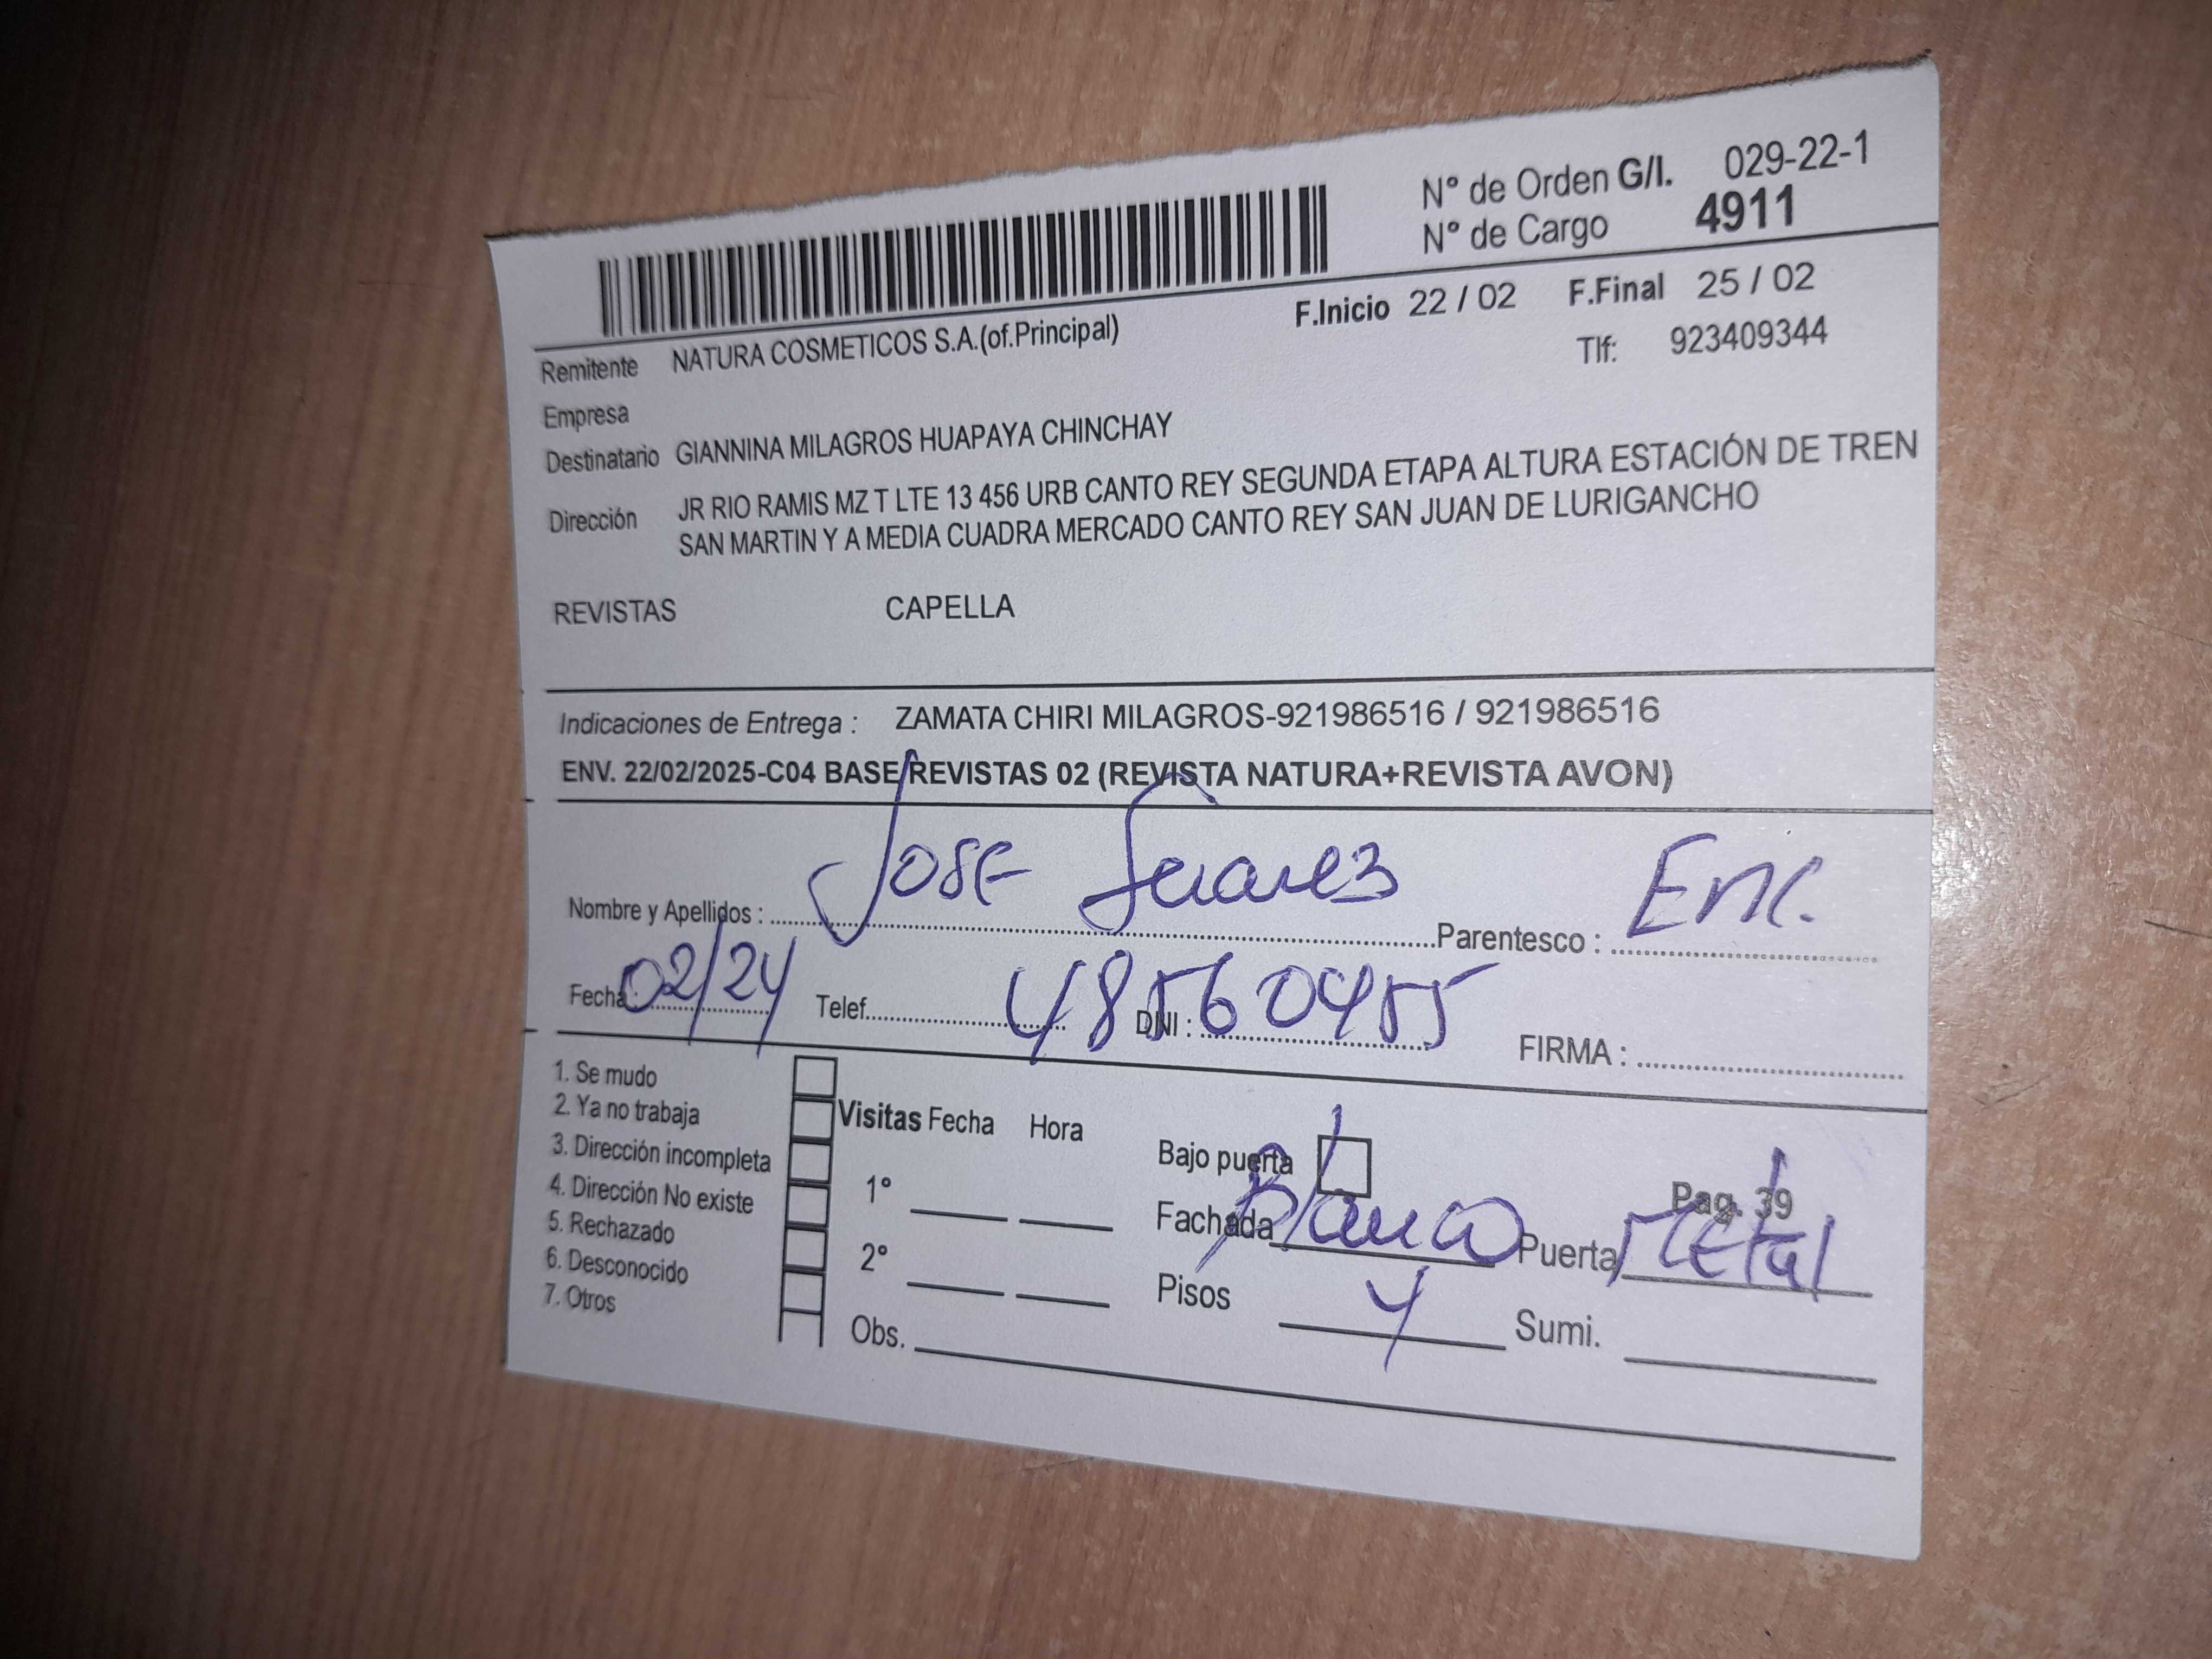 N° de Orden G/I. 029-22-1
N° de Cargo 4911
F.Inicio 22 / 02 F.Final 25 / 02
Remitente NATURA COSMETICOS S.A.(of.Principal) Tlf: 923409344
Empresa
Destinatario GIANNINA MILAGROS HUAPAYA CHINCHAY
Dirección JR RIO RAMIS MZ T LTE 13 456 URB CANTO REY SEGUNDA ETAPA ALTURA ESTACIÓN DE TREN
SAN MARTIN Y A MEDIA CUADRA MERCADO CANTO REY SAN JUAN DE LURIGANCHO
REVISTAS CAPELLA
Indicaciones de Entrega : ZAMATA CHIRI MILAGROS-921986516 / 921986516
ENV. 22/02/2025-C04 BASE/REVISTAS 02 (REVISTA NATURA+REVISTA AVON)
Nombre y Apellidos : Jose Suarez Parentesco : Enc.
Fecha : 02/24 Telef. DNI : 48560455 FIRMA :
1. Se mudo
2. Ya no trabaja
3. Dirección incompleta
4. Dirección No existe
5. Rechazado
6. Desconocido
7. Otros
Visitas Fecha Hora
1°
2°
Obs.
Bajo puerta
Pag. 39
Fachada Blanco Puerta Metal
Pisos 4 Sumi.